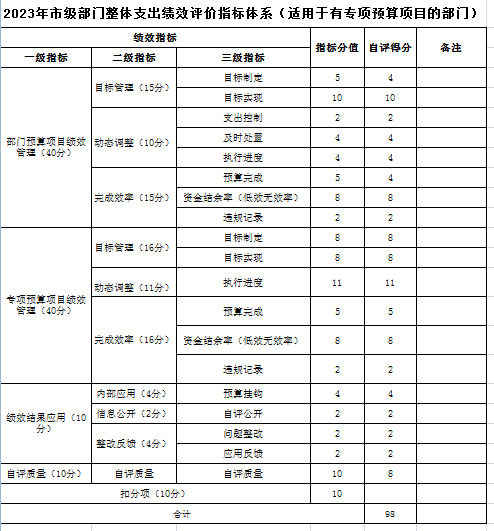 2023年市级部门整体支出绩效评价指标体系（适用于有专项预算项目的部门）
绩效指标 指标分值 自评得分 备注
一级指标 二级指标 三级指标
部门预算项目绩效管理（40分） 目标管理（15分） 目标制定 5 4
目标实现 10 10
动态调整（10分） 支出控制 2 2
及时处置 4 4
执行进度 4 4
完成效率（15分） 预算完成 5 4
资金结余率（低效无效率） 8 8
违规记录 2 2
专项预算项目绩效管理（40分） 目标管理（16分） 目标制定 8 8
目标实现 8 8
动态调整（11分） 执行进度 11 11
完成效率（16分） 预算完成 5 5
资金结余率（低效无效率） 8 8
违规记录 2 2
绩效结果应用（10分） 内部应用（4分） 预算挂钩 4 4
信息公开（2分） 自评公开 2 2
整改反馈（4分） 问题整改 2 2
应用反馈 2 2
自评质量（10分） 自评质量 自评质量 10 8
扣分项（10分） 10
合计 98